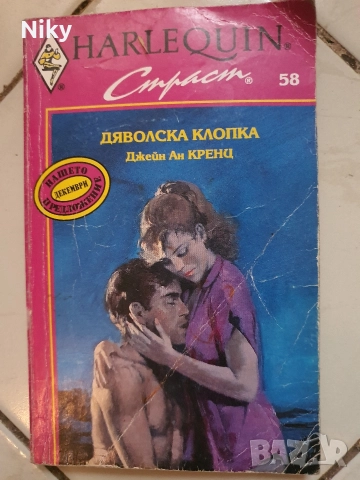 Niky
HARLEQUIN®
Страст®
58
ДЯВОЛСКА КЛОПКА
Джейн Ан КРЕНЦ
НАШЕТО
ДЕКЕМВРИ
ПРЕДЛОЖЕНИЕ
BAZAR